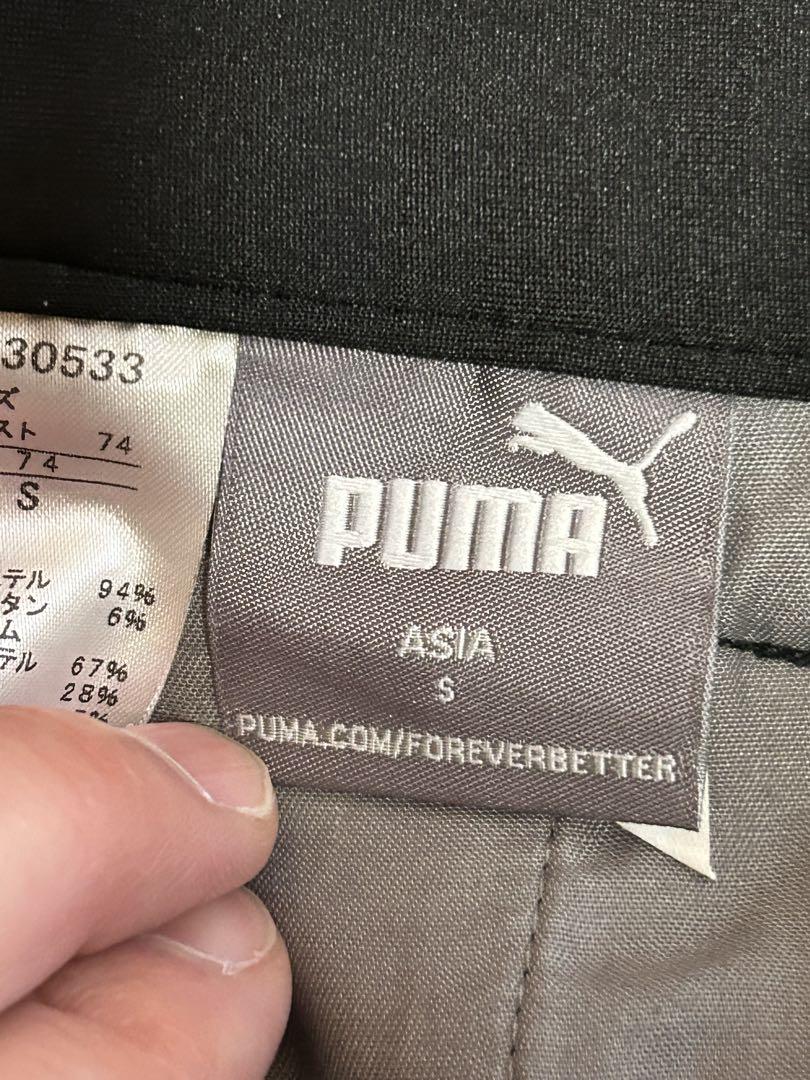 30533
ズ
スト 74
74
S
ステル 94%
タン 6%
ム
テル 67%
28%
PUMA
ASIA
S
PUMA.COM/FOREVERBETTER